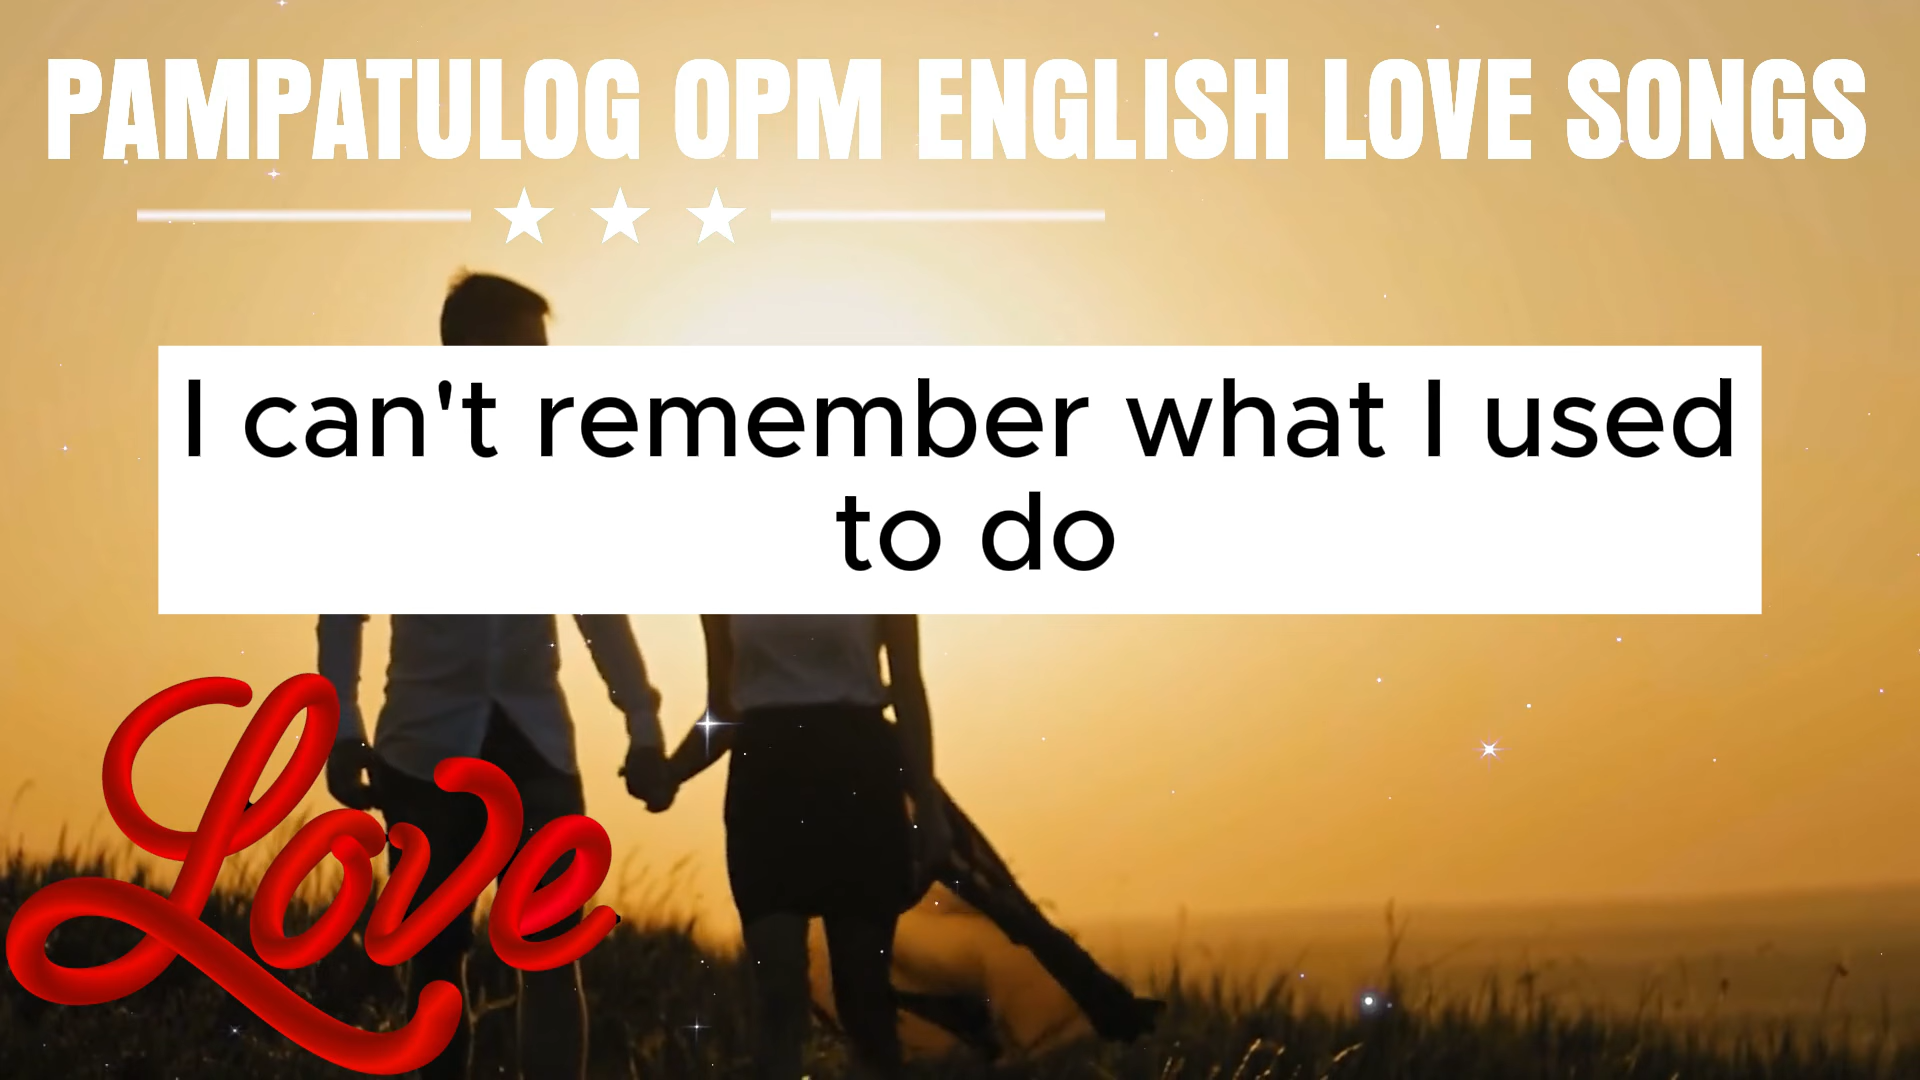 PAMPATULOG OPM ENGLISH LOVE SONGS
I can't remember what I used
to do
Love